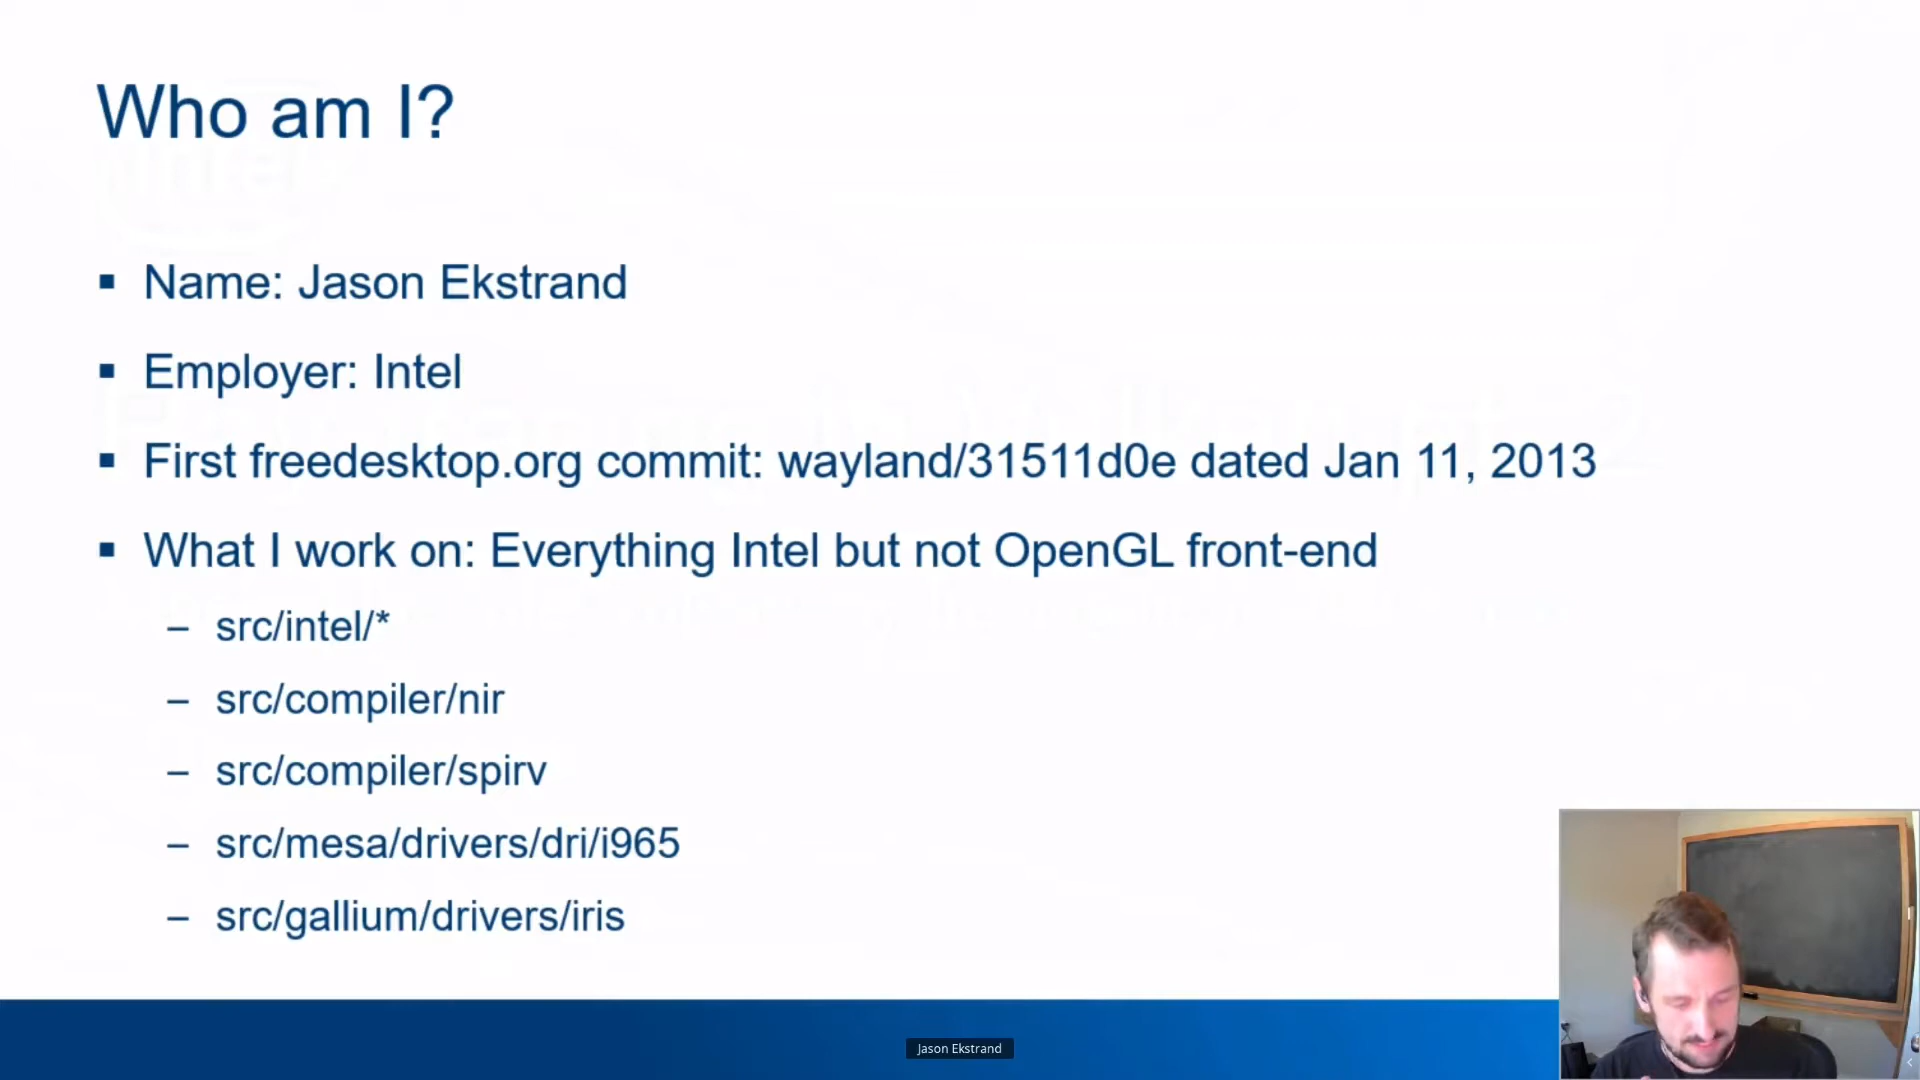 Who am I?
▪ Name: Jason Ekstrand
▪ Employer: Intel
▪ First freedesktop.org commit: wayland/31511d0e dated Jan 11, 2013
▪ What I work on: Everything Intel but not OpenGL front-end
– src/intel/*
– src/compiler/nir
– src/compiler/spirv
– src/mesa/drivers/dri/i965
– src/gallium/drivers/iris
Jason Ekstrand